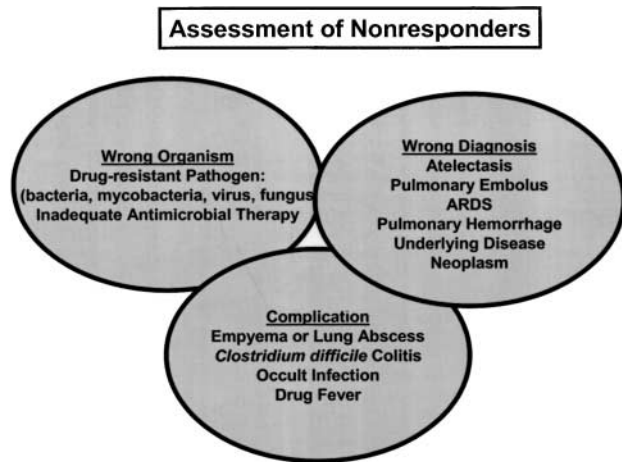 Assessment of Nonresponders
Wrong Organism
Drug-resistant Pathogen:
(bacteria, mycobacteria, virus, fungus
Inadequate Antimicrobial Therapy
Wrong Diagnosis
Atelectasis
Pulmonary Embolus
ARDS
Pulmonary Hemorrhage
Underlying Disease
Neoplasm
Complication
Empyema or Lung Abscess
Clostridium difficile Colitis
Occult Infection
Drug Fever